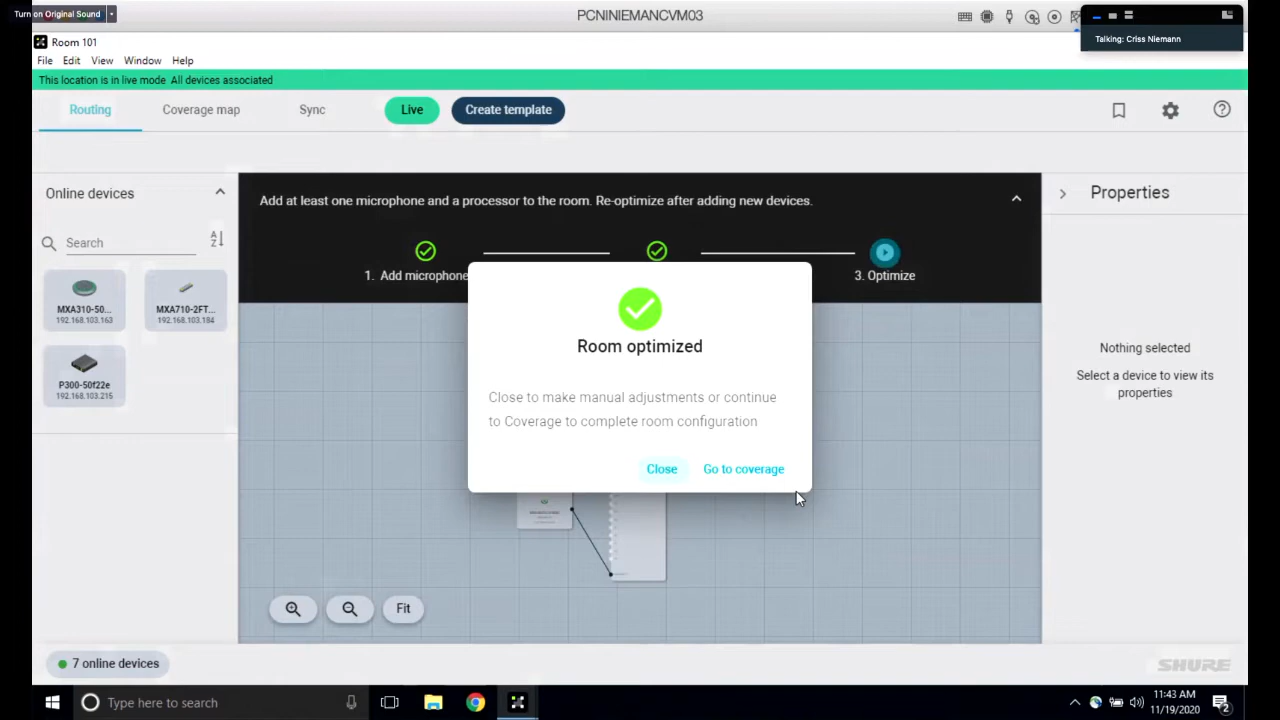 Turn on Original Sound
PCNINIEMANCVM03
Talking: Criss Niemann
Room 101
File Edit View Window Help
This location is in live mode All devices associated
Routing Coverage map Sync Live Create template
Online devices
Search
A
Z
MXA310-50...
192.168.103.163
MXA710-2FT...
192.168.103.184
P300-50f22e
192.168.103.215
Add at least one microphone and a processor to the room. Re-optimize after adding new devices.
1. Add microphone
3. Optimize
Room optimized
Close to make manual adjustments or continue
to Coverage to complete room configuration
Close Go to coverage
Properties
Nothing selected
Select a device to view its
properties
Fit
7 online devices
SHURE
Type here to search
11:43 AM
11/19/2020
2